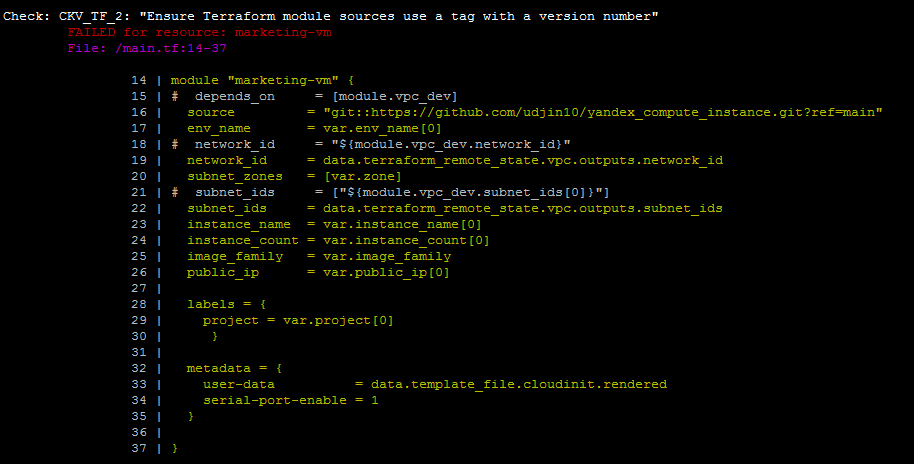 Check: CKV_TF_2: "Ensure Terraform module sources use a tag with a version number"
        FAILED for resource: marketing-vm
        File: /main.tf:14-37

                14 | module "marketing-vm" {
                15 | #  depends_on     = [module.vpc_dev]
                16 |   source         = "git::https://github.com/udjin10/yandex_compute_instance.git?ref=main"
                17 |   env_name       = var.env_name[0]
                18 | #  network_id     = "${module.vpc_dev.network_id}"
                19 |   network_id     = data.terraform_remote_state.vpc.outputs.network_id
                20 |   subnet_zones   = [var.zone]
                21 | #  subnet_ids     = ["${module.vpc_dev.subnet_ids[0]}"]
                22 |   subnet_ids     = data.terraform_remote_state.vpc.outputs.subnet_ids
                23 |   instance_name  = var.instance_name[0]
                24 |   instance_count = var.instance_count[0]
                25 |   image_family   = var.image_family
                26 |   public_ip      = var.public_ip[0]
                27 |
                28 |   labels = {
                29 |     project = var.project[0]
                30 |      }
                31 |
                32 |   metadata = {
                33 |     user-data          = data.template_file.cloudinit.rendered
                34 |     serial-port-enable = 1
                35 |   }
                36 |
                37 | }